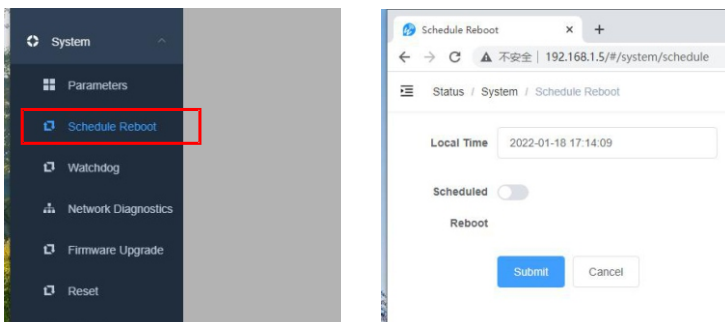 System
Parameters
Schedule Reboot
Watchdog
Network Diagnostics
Firmware Upgrade
Reset
Schedule Reboot
不安全 | 192.168.1.5/#/system/schedule
Status / System / Schedule Reboot
Local Time 2022-01-18 17:14:09
Scheduled
Reboot
Submit Cancel